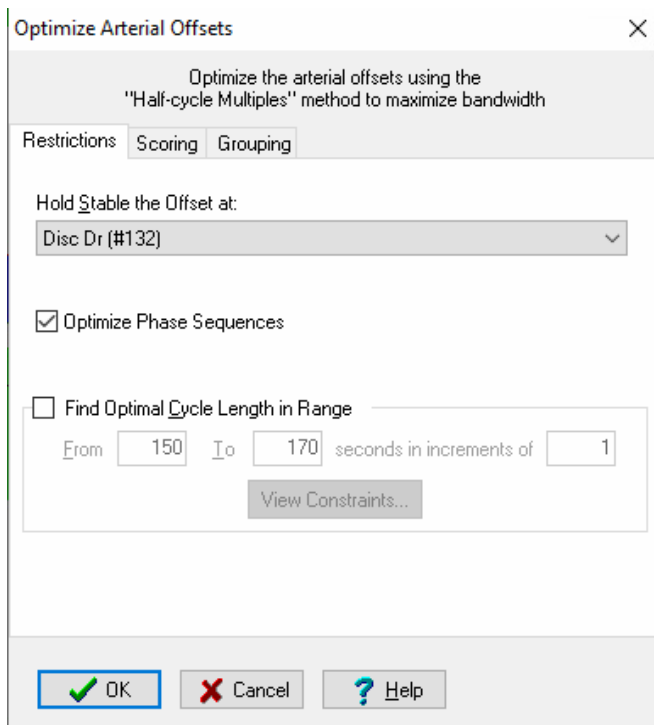 Optimize Arterial Offsets
Optimize the arterial offsets using the
"Half-cycle Multiples" method to maximize bandwidth
Restrictions Scoring Grouping
Hold Stable the Offset at:
Disc Dr (#132)
Optimize Phase Sequences
Find Optimal Cycle Length in Range
From 150 To 170 seconds in increments of 1
View Constraints...
OK Cancel Help